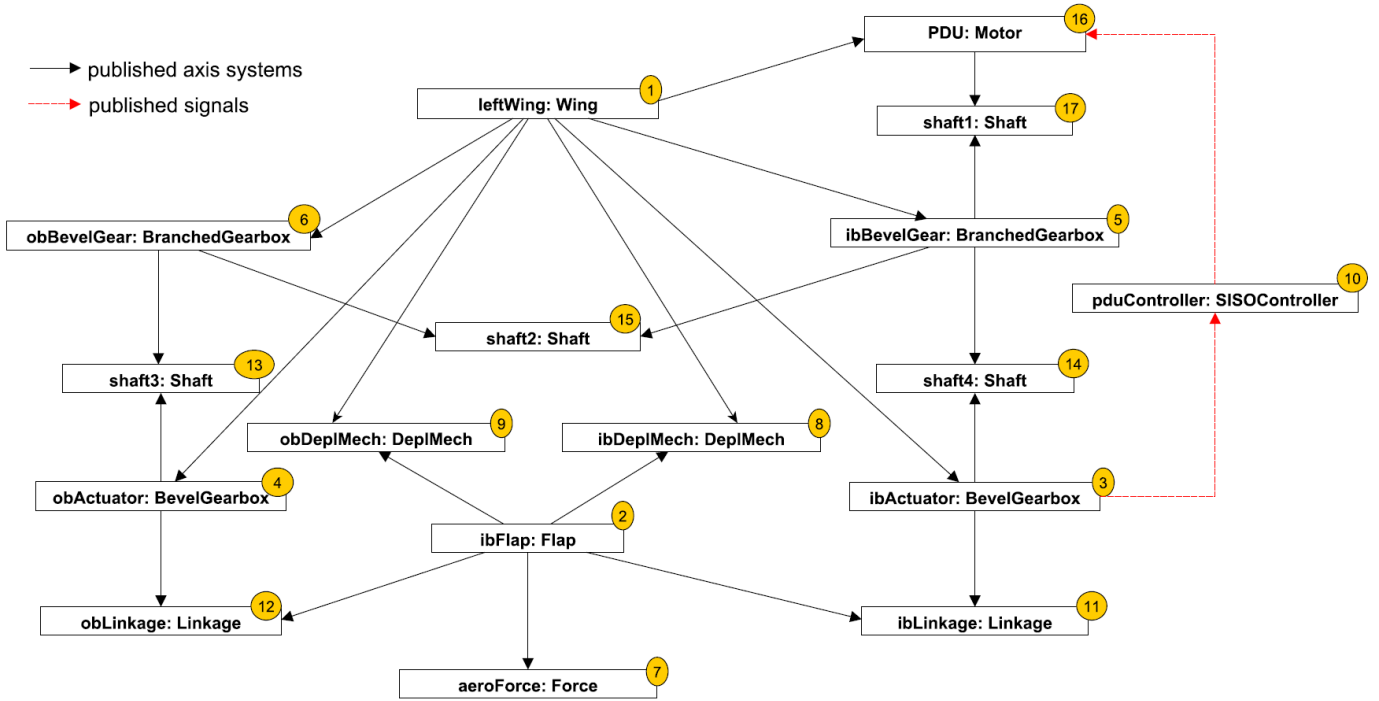 16
PDU: Motor
published axis systems
published signals
1
leftWing: Wing
17
shaft1: Shaft
6
obBevelGear: BranchedGearbox
5
ibBevelGear: BranchedGearbox
10
pduController: SISOController
15
shaft2: Shaft
13
shaft3: Shaft
14
shaft4: Shaft
9
obDeplMech: DeplMech
8
ibDeplMech: DeplMech
4
obActuator: BevelGearbox
3
ibActuator: BevelGearbox
2
ibFlap: Flap
12
obLinkage: Linkage
11
ibLinkage: Linkage
7
aeroForce: Force